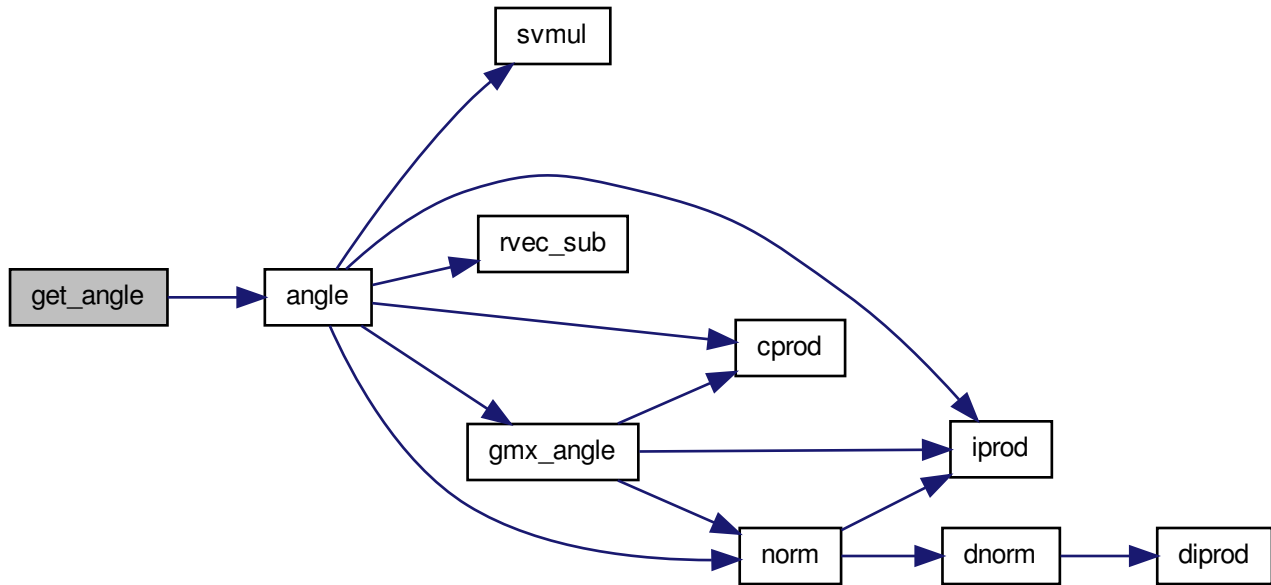 svmul
rvec_sub
get_angle
angle
cprod
gmx_angle
iprod
norm
dnorm
diprod